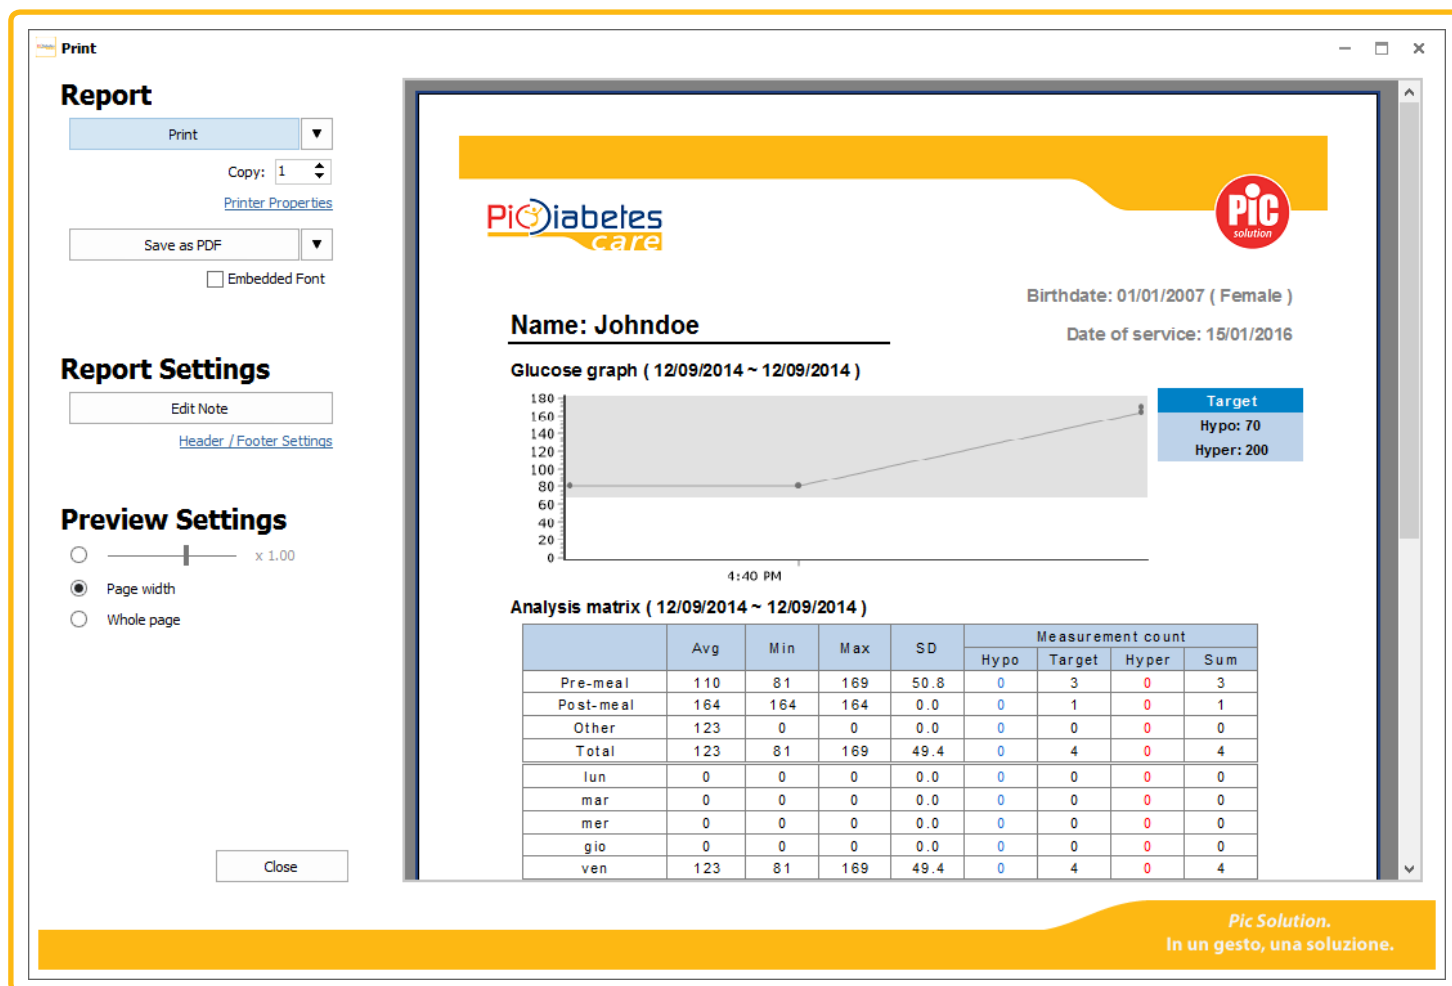 Print
Report
Print
Copy: 1
Printer Properties
Save as PDF
Embedded Font
Report Settings
Edit Note
Header / Footer Settings
Preview Settings
x 1.00
Page width
Whole page
Close
PicDiabetes
care
PiC
solution
Birthdate: 01/01/2007 ( Female )
Name: Johndoe
Date of service: 15/01/2016
Glucose graph ( 12/09/2014 ~ 12/09/2014 )
180
160
140
120
100
80
60
40
20
0
4:40 PM
Target
Hypo: 70
Hyper: 200
Analysis matrix ( 12/09/2014 ~ 12/09/2014 )
Avg Min Max SD Measurement count
Hypo Target Hyper Sum
Pre-meal 110 81 169 50.8 0 3 0 3
Post-meal 164 164 164 0.0 0 1 0 1
Other 123 0 0 0.0 0 0 0 0
Total 123 81 169 49.4 0 4 0 4
lun 0 0 0 0.0 0 0 0 0
mar 0 0 0 0.0 0 0 0 0
mer 0 0 0 0.0 0 0 0 0
gio 0 0 0 0.0 0 0 0 0
ven 123 81 169 49.4 0 4 0 4
Pic Solution.
In un gesto, una soluzione.